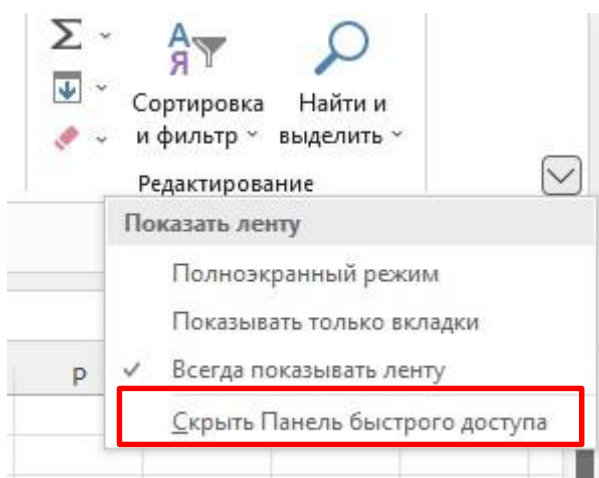 Σ
А
Я
Сортировка
и фильтр
Найти и
выделить
Редактирование
Показать ленту
Полноэкранный режим
Показывать только вкладки
Всегда показывать ленту
P
Скрыть Панель быстрого доступа